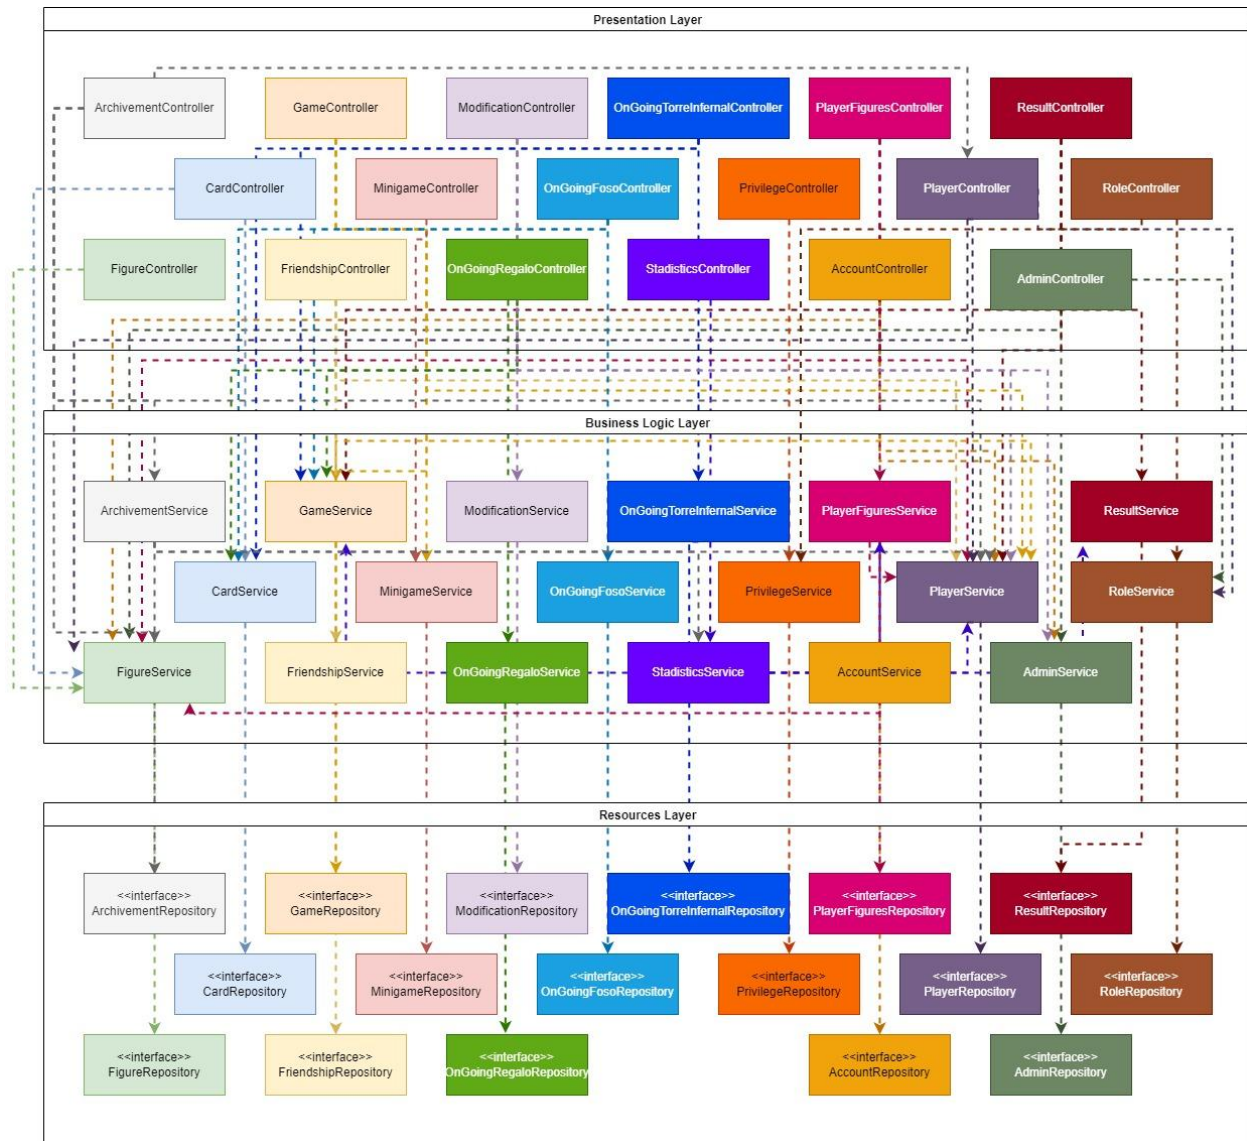 Presentation Layer
ArchivementController
GameController
ModificationController
OnGoingTorreInfernalController
PlayerFiguresController
ResultController
CardController
MinigameController
OnGoingFosoController
PrivilegeController
PlayerController
RoleController
FigureController
FriendshipController
OnGoingRegaloController
StadisticsController
AccountController
AdminController
Business Logic Layer
ArchivementService
GameService
ModificationService
OnGoingTorreInfernalService
PlayerFiguresService
ResultService
CardService
MinigameService
OnGoingFosoService
PrivilegeService
PlayerService
RoleService
FigureService
FriendshipService
OnGoingRegaloService
StadisticsService
AccountService
AdminService
Resources Layer
<<interface>>
ArchivementRepository
<<interface>>
GameRepository
<<interface>>
ModificationRepository
<<interface>>
OnGoingTorreInfernalRepository
<<interface>>
PlayerFiguresRepository
<<interface>>
ResultRepository
<<interface>>
CardRepository
<<interface>>
MinigameRepository
<<interface>>
OnGoingFosoRepository
<<interface>>
PrivilegeRepository
<<interface>>
PlayerRepository
<<interface>>
RoleRepository
<<interface>>
FigureRepository
<<interface>>
FriendshipRepository
<<interface>>
OnGoingRegaloRepository
<<interface>>
AccountRepository
<<interface>>
AdminRepository